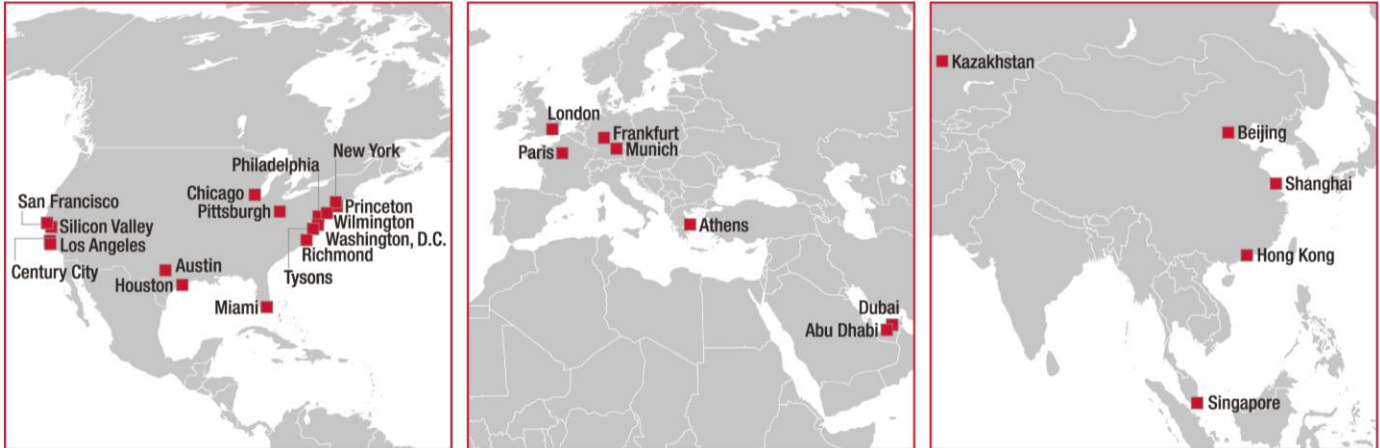 New York
Philadelphia
Chicago
Pittsburgh
San Francisco
Silicon Valley
Los Angeles
Century City
Princeton
Wilmington
Washington, D.C.
Richmond
Tysons
Austin
Houston
Miami
London
Frankfurt
Munich
Paris
Athens
Dubai
Abu Dhabi
Kazakhstan
Beijing
Shanghai
Hong Kong
Singapore